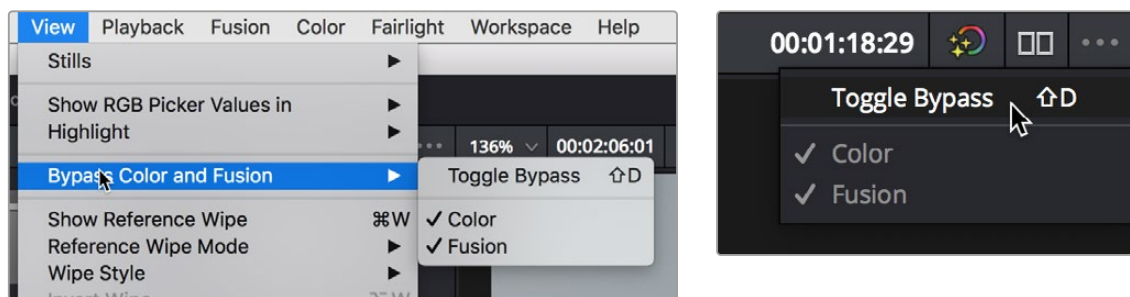 View Playback Fusion Color Fairlight Workspace Help
Stills ▶
Show RGB Picker Values in ▶
Highlight ▶
136% 00:02:06:01
Bypass Color and Fusion ▶
Toggle Bypass ⇧D
✓ Color
✓ Fusion
Show Reference Wipe ⌘W
Reference Wipe Mode ▶
Wipe Style ▶
Invert Wipe ⌥W
00:01:18:29
Toggle Bypass ⇧D
✓ Color
✓ Fusion